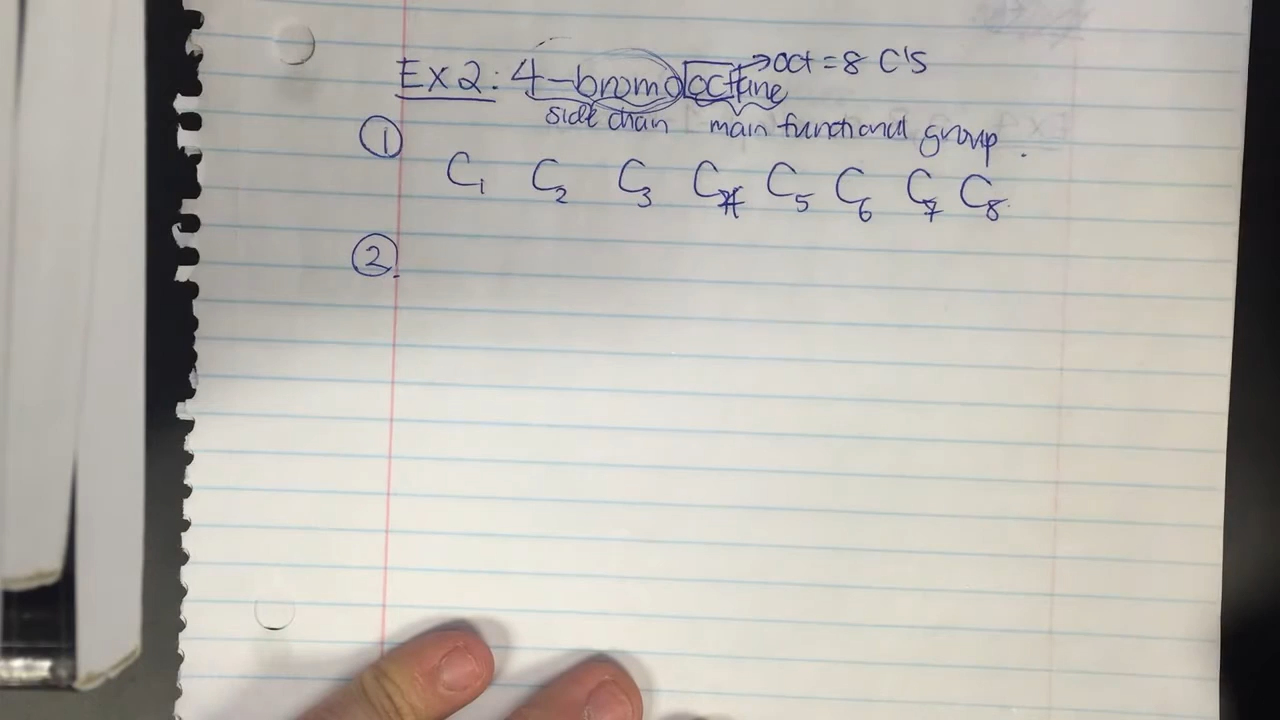 Ex 2: 4-bromooctane → oct = 8 C's
side chain main functional group.
①
C₁ C₂ C₃ C₄ C₅ C₆ C₇ C₈
②